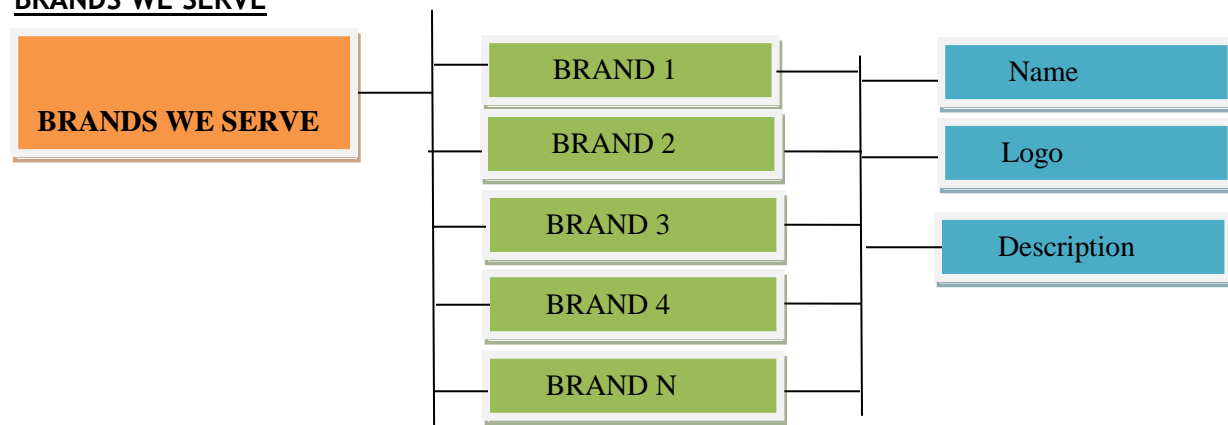 BRANDS WE SERVE
BRANDS WE SERVE
BRAND 1
BRAND 2
BRAND 3
BRAND 4
BRAND N
Name
Logo
Description